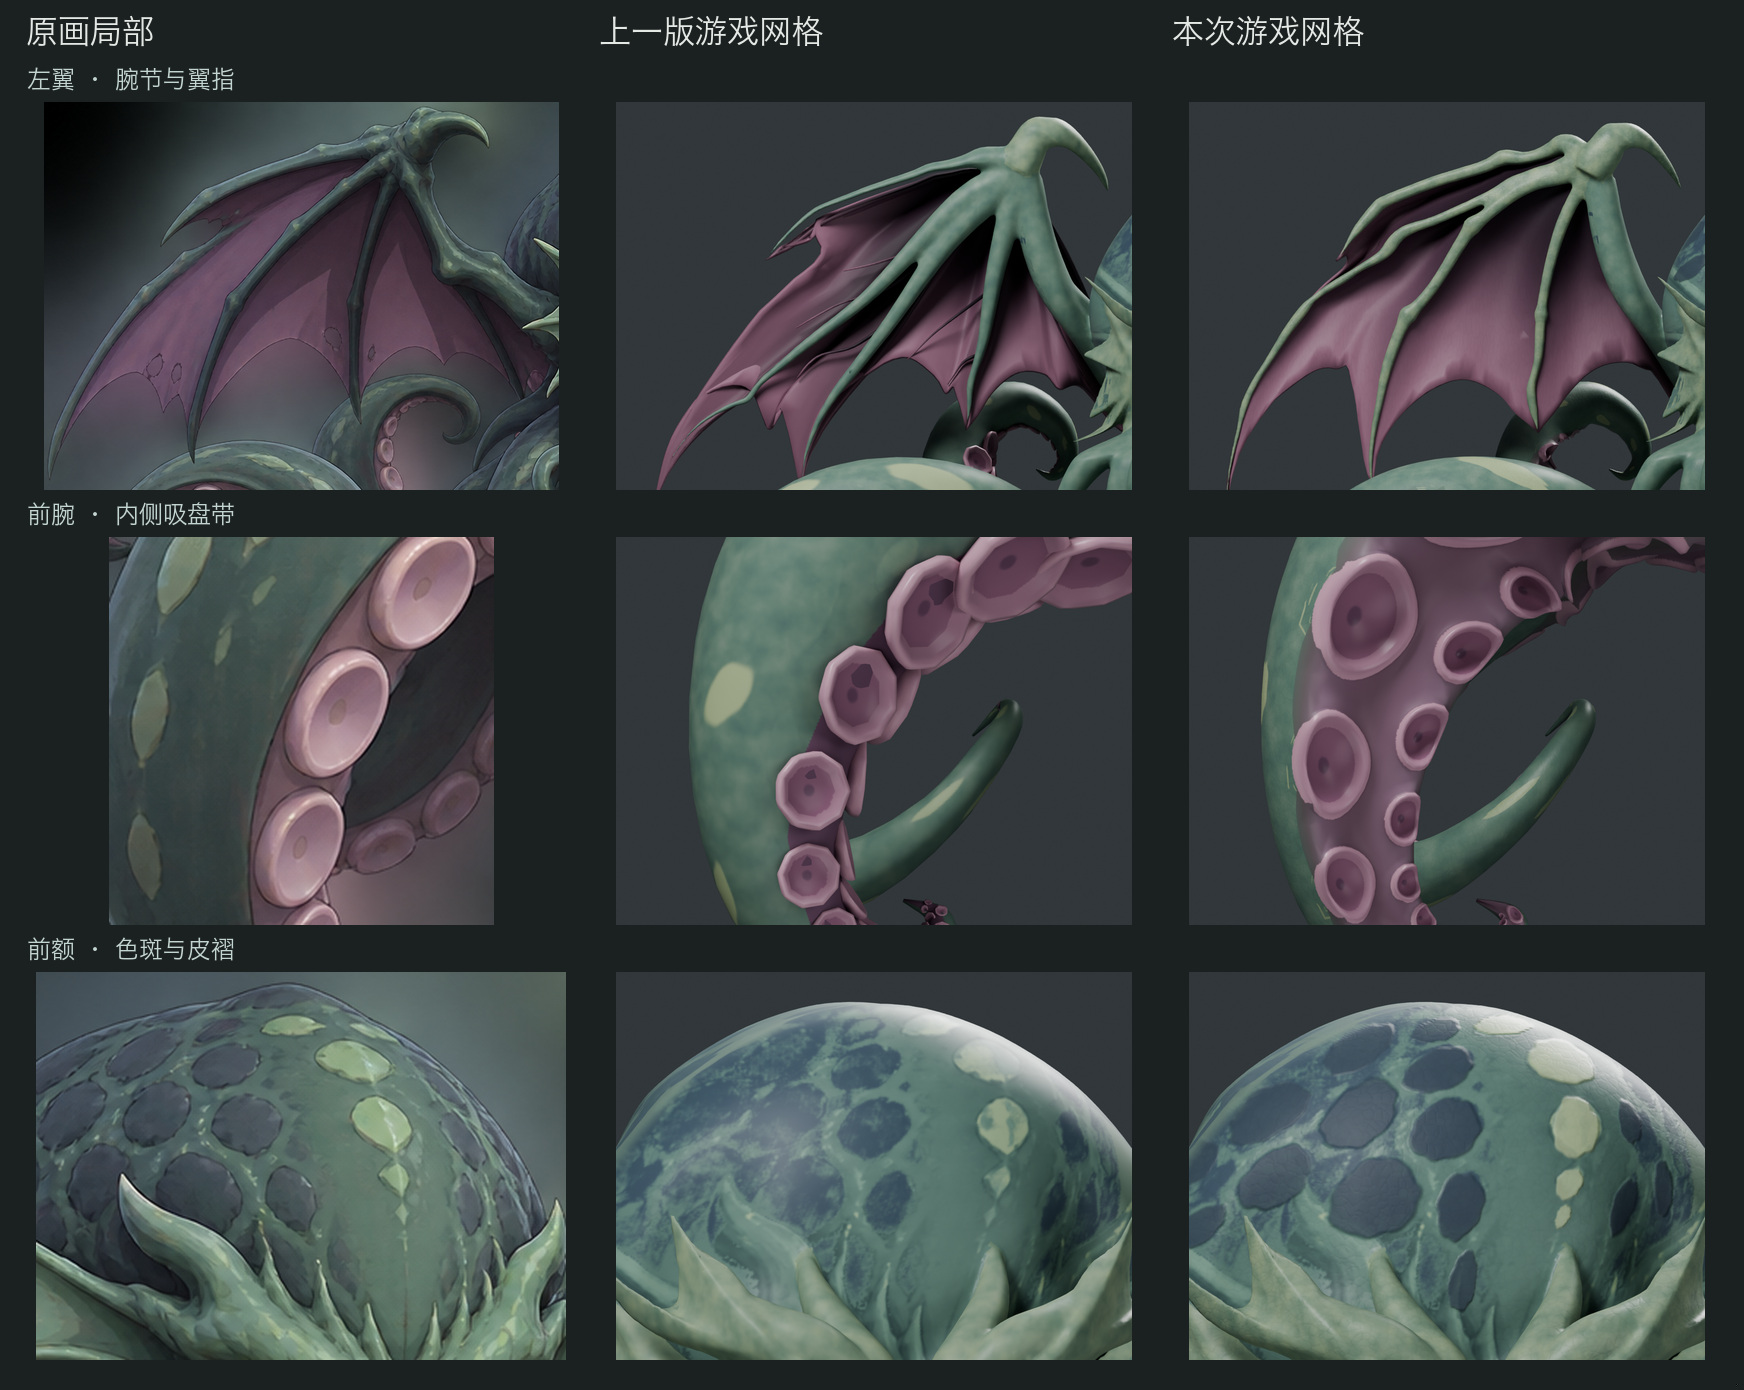 原画局部
上一版游戏网格
本次游戏网格
左翼 · 腕节与翼指
前腕 · 内侧吸盘带
前额 · 色斑与皮褶